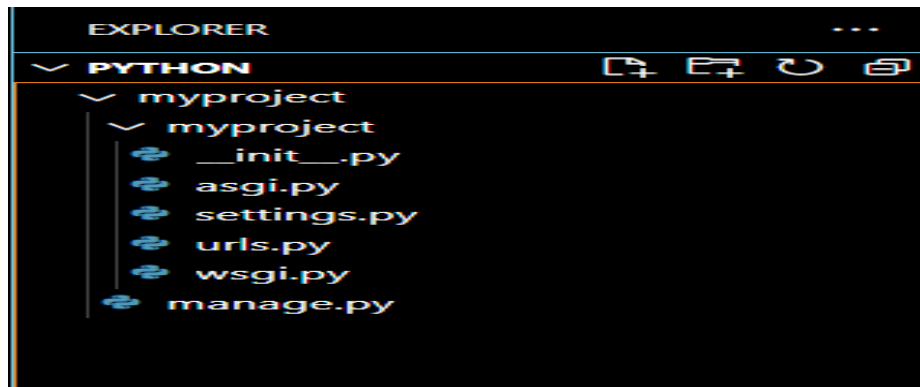 EXPLORER
PYTHON
myproject
myproject
__init__.py
asgi.py
settings.py
urls.py
wsgi.py
manage.py